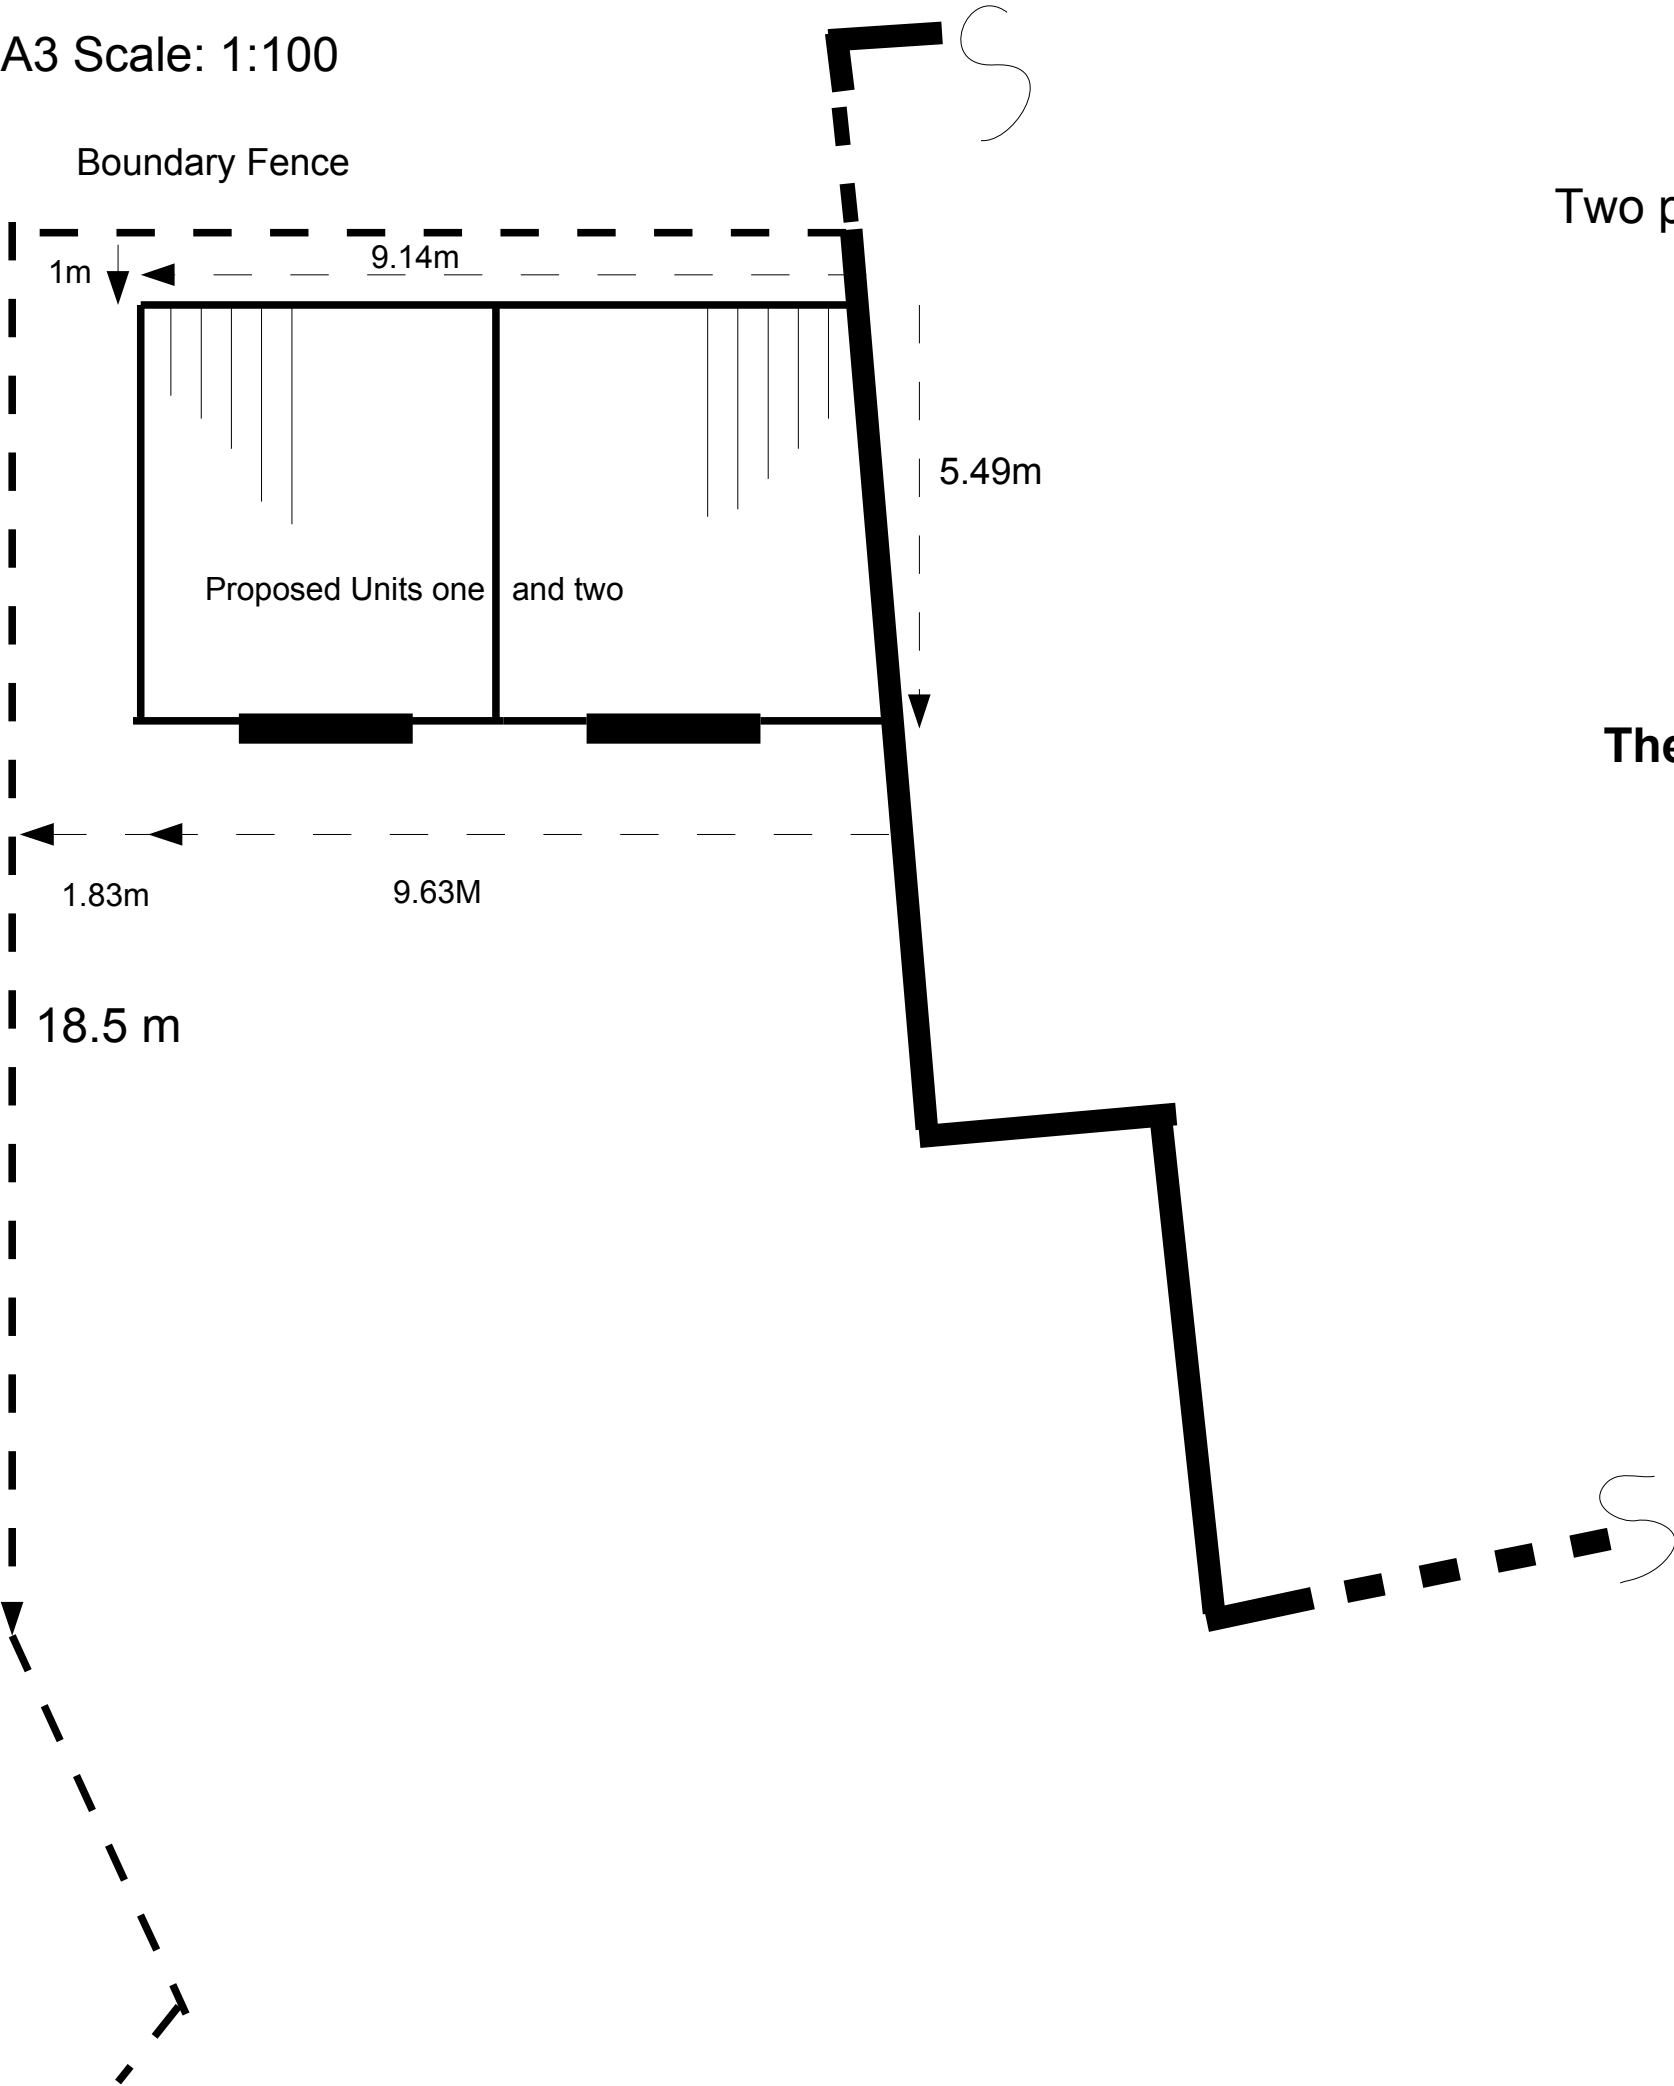 A3 Scale: 1:100
Boundary Fence
Two p
1m
9.14m
5.49m
Proposed Units one and two
The
1.83m
9.63M
18.5 m